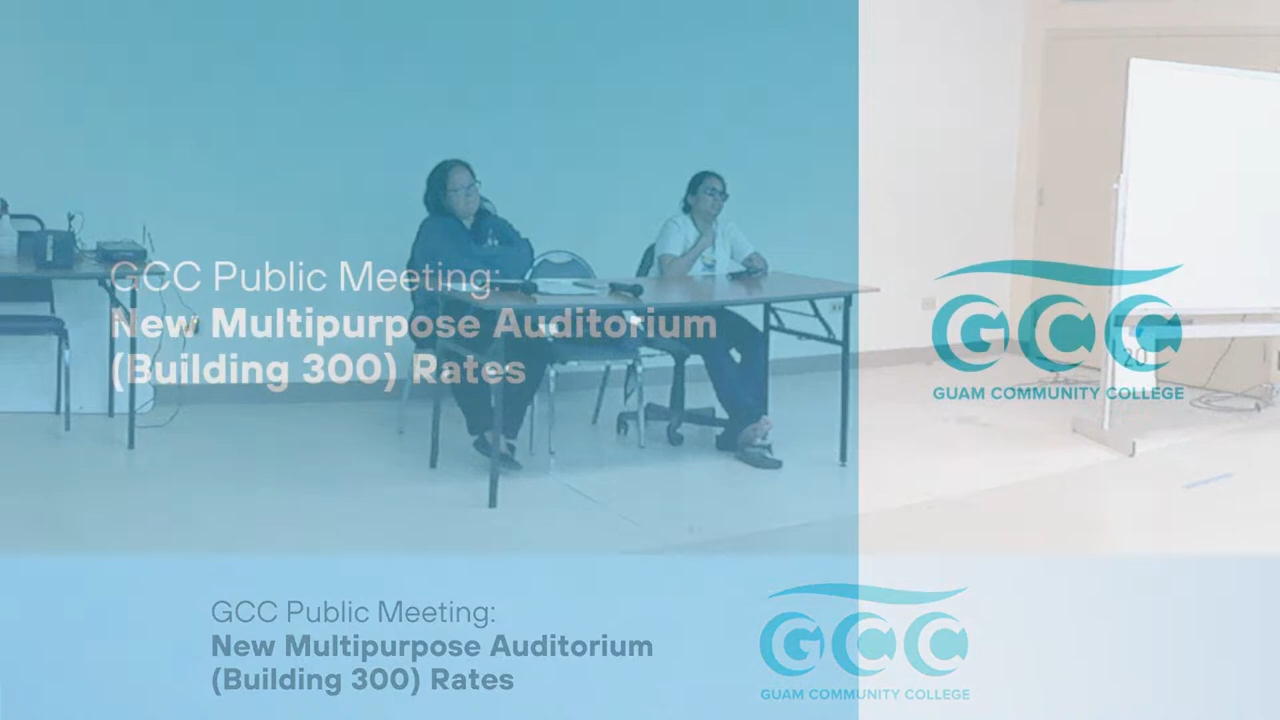 GCC Public Meeting:
New Multipurpose Auditorium
(Building 300) Rates
GCC
GUAM COMMUNITY COLLEGE
GCC Public Meeting:
New Multipurpose Auditorium
(Building 300) Rates
GCC
GUAM COMMUNITY COLLEGE